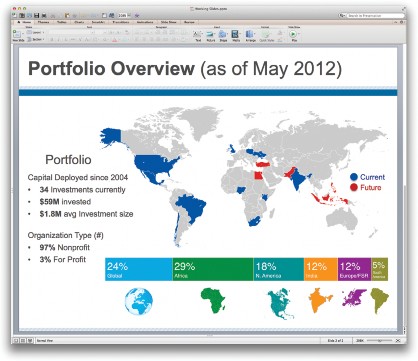 Portfolio Overview (as of May 2012)
Portfolio
Capital Deployed since 2004
• 34 Investments currently
• $59M invested
• $1.8M avg Investment size
Organization Type (#)
• 97% Nonprofit
• 3% For Profit
Current
Future
24%
Global
29%
Africa
18%
N. America
12%
India
12%
Europe/FSR
5%